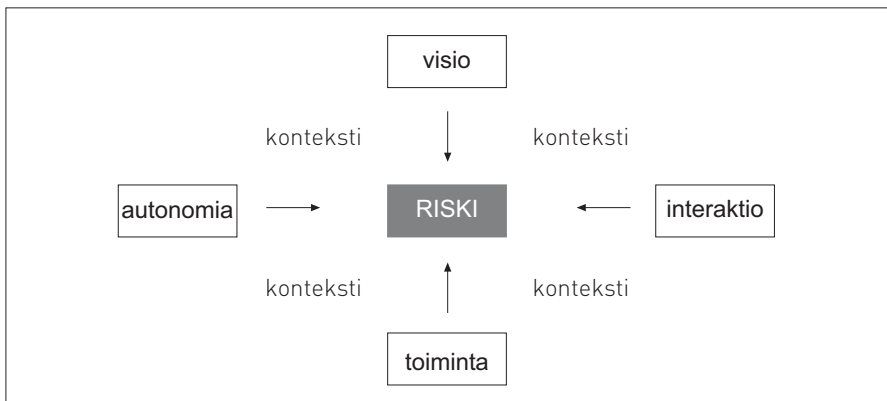 visio
konteksti konteksti
autonomia RISKI interaktio
konteksti konteksti
toiminta